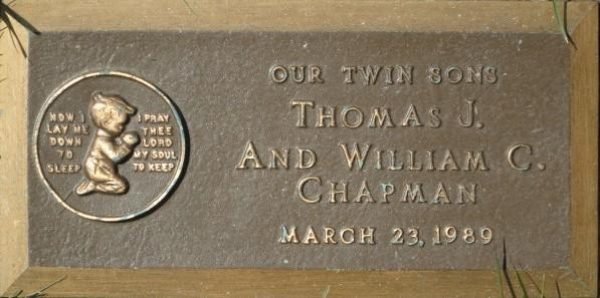 NOW I
LAY ME
DOWN
TO
SLEEP
I PRAY
THEE
LORD
MY SOUL
TO KEEP
OUR TWIN SONS
THOMAS J.
AND WILLIAM C.
CHAPMAN
MARCH 23, 1989